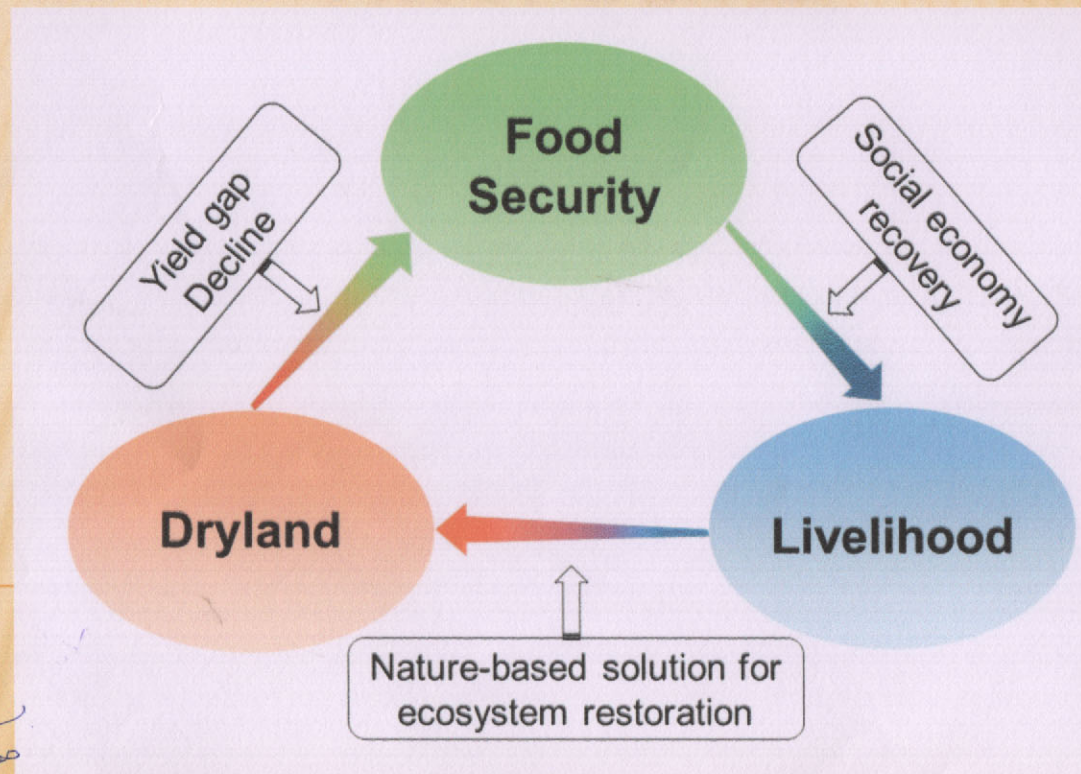 Food
Security
Yield gap
Decline
Social economy
recovery
Dryland
Livelihood
Nature-based solution for
ecosystem restoration